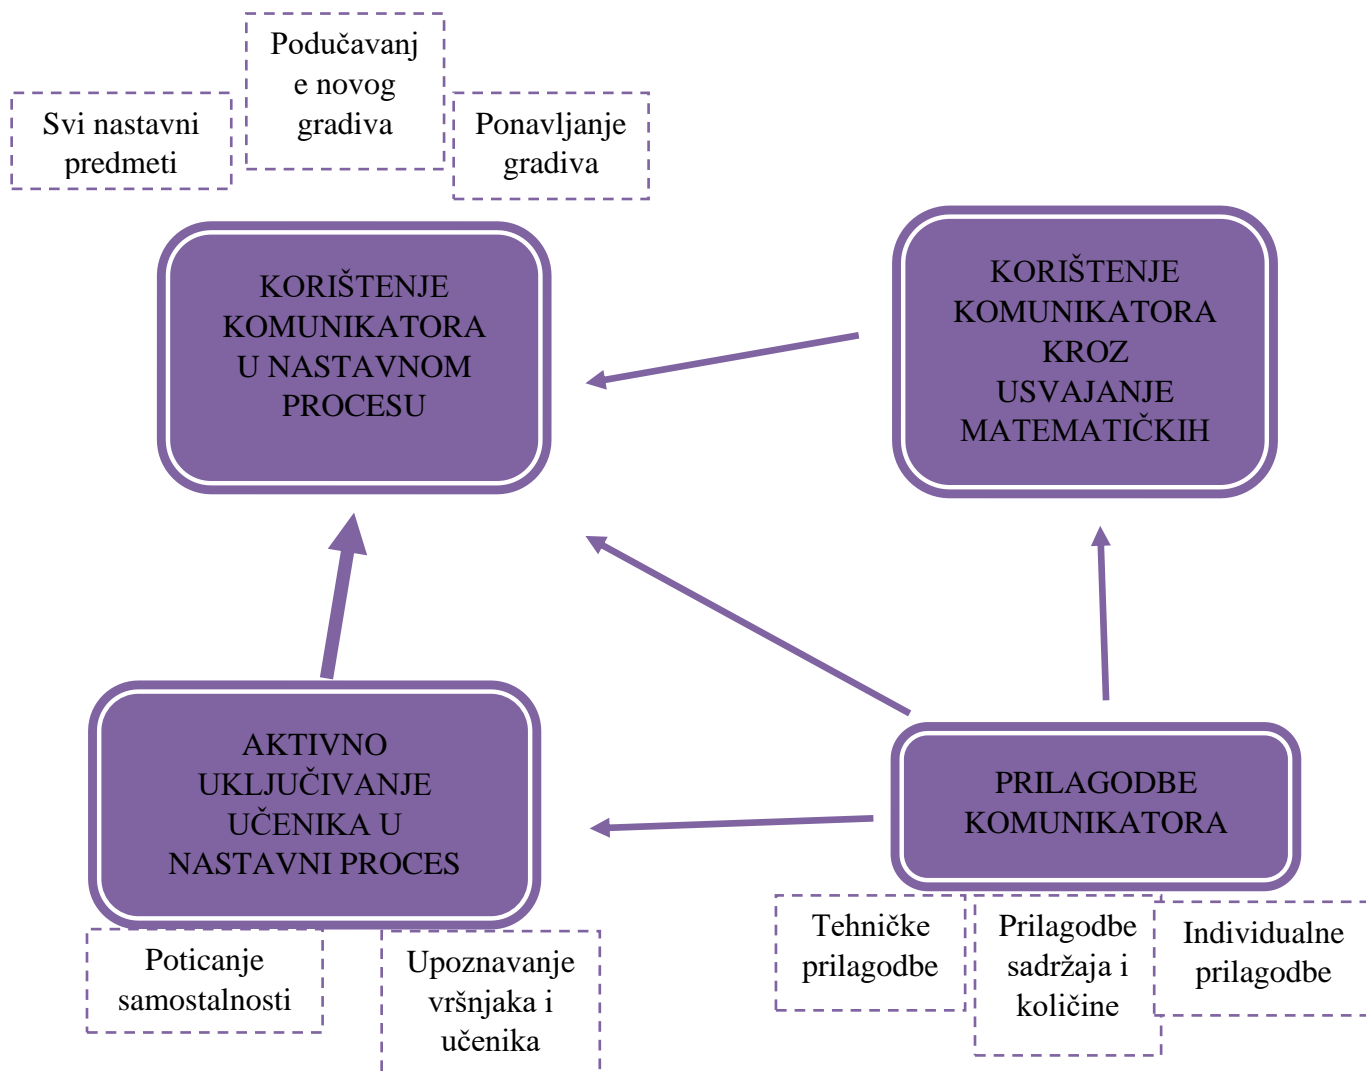 Podučavanj
e novog
gradiva
Svi nastavni
predmeti
Ponavljanje
gradiva
KORIŠTENJE
KOMUNIKATORA
U NASTAVNOM
PROCESU
KORIŠTENJE
KOMUNIKATORA
KROZ
USVAJANJE
MATEMATIČKIH
AKTIVNO
UKLJUČIVANJE
UČENIKA U
NASTAVNI PROCES
PRILAGODBE
KOMUNIKATORA
Poticanje
samostalnosti
Upoznavanje
vršnjaka i
učenika
Tehničke
prilagodbe
Prilagodbe
sadržaja i
količine
Individualne
prilagodbe